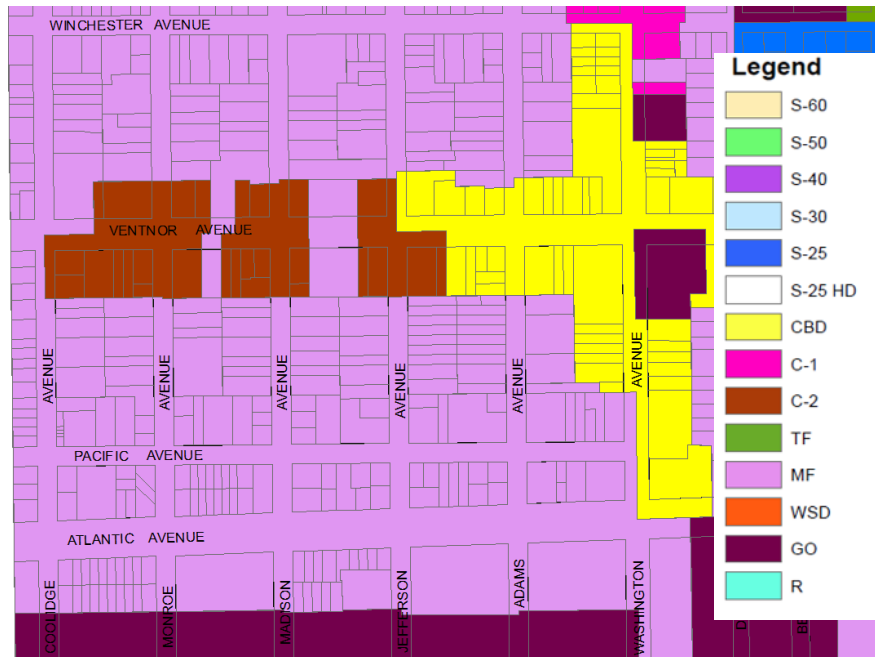 WINCHESTER AVENUE
Legend
S-60
S-50
S-40
S-30
S-25
S-25 HD
CBD
C-1
C-2
TF
MF
WSD
GO
R
VENTNOR AVENUE
AVENUE
AVENUE
AVENUE
AVENUE
AVENUE
AVENUE
PACIFIC AVENUE
ATLANTIC AVENUE
COOLIDGE
MONROE
MADISON
JEFFERSON
ADAMS
WASHINGTON